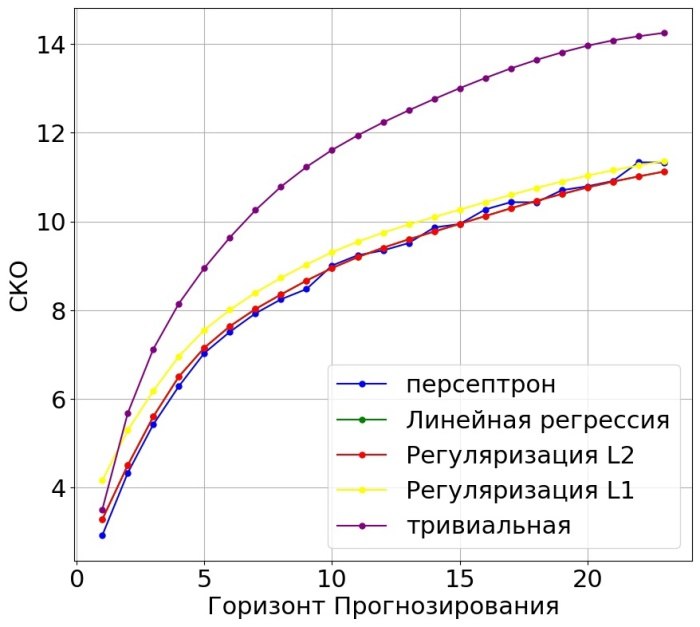 14
12
10
8
6
4
СКО
персептрон
Линейная регрессия
Регуляризация L2
Регуляризация L1
тривиальная
0 5 10 15 20
Горизонт Прогнозирования